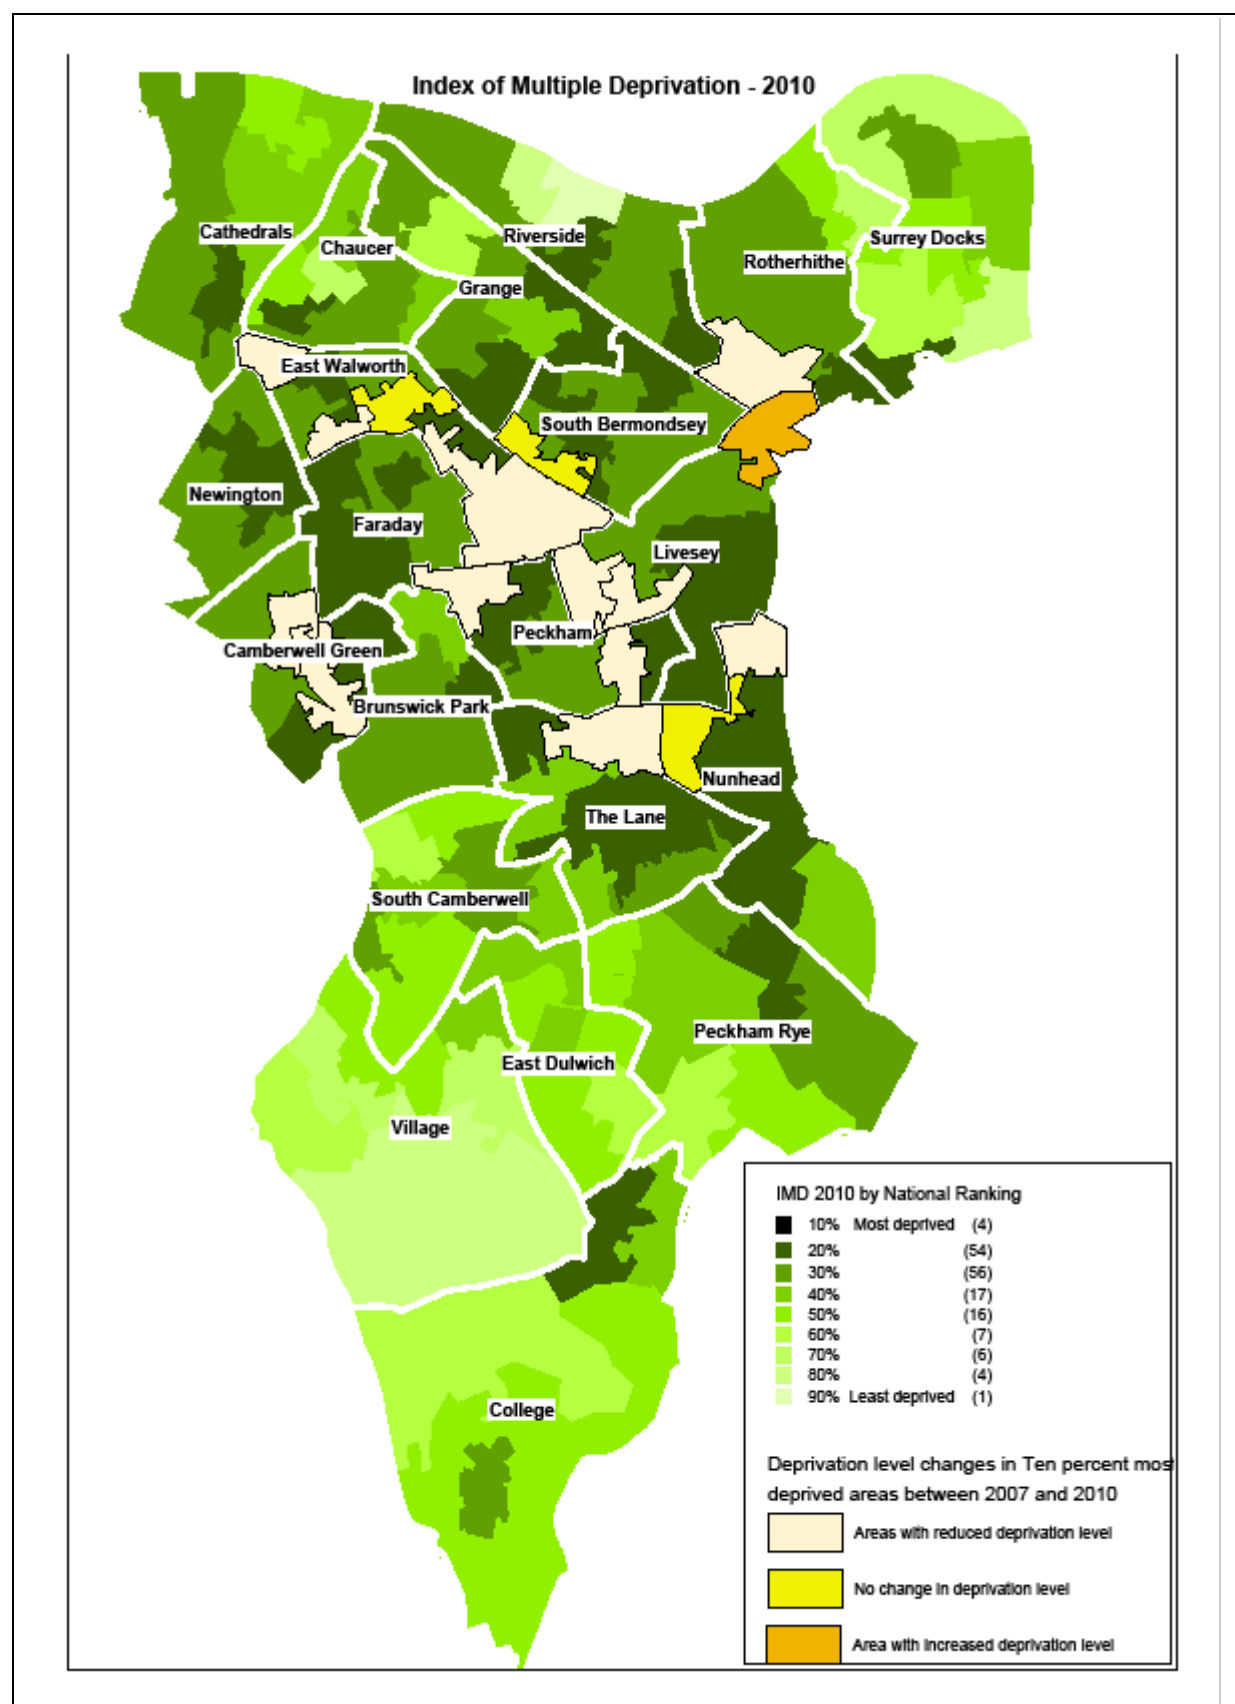 Index of Multiple Deprivation - 2010
Cathedrals
Chaucer
Riverside
Surrey Docks
Rotherhithe
Grange
East Walworth
South Bermondsey
Newington
Faraday
Livesey
Peckham
Camberwell Green
Brunswick Park
Nunhead
The Lane
South Camberwell
Peckham Rye
East Dulwich
Village
College
IMD 2010 by National Ranking
10% Most deprived (4)
20% (54)
30% (56)
40% (17)
50% (16)
60% (7)
70% (6)
80% (4)
90% Least deprived (1)
Deprivation level changes in Ten percent mos
deprived areas between 2007 and 2010
Areas with reduced deprivation level
No change in deprivation level
Area with increased deprivation level